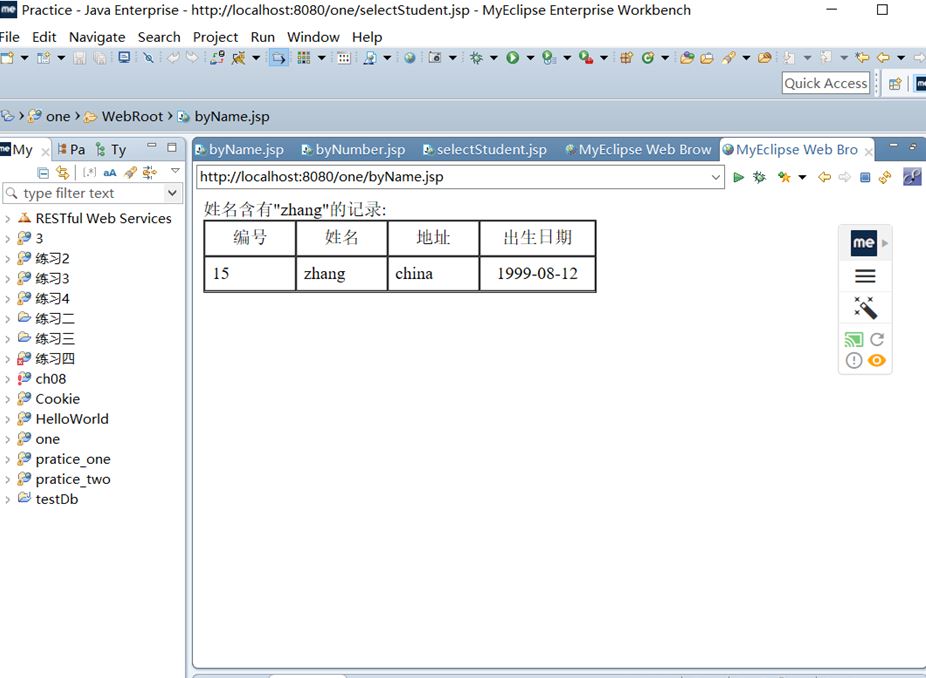 Practice - Java Enterprise - http://localhost:8080/one/selectStudent.jsp - MyEclipse Enterprise Workbench
File Edit Navigate Search Project Run Window Help
Quick Access
one WebRoot byName.jsp
My Pa Ty
byName.jsp byNumber.jsp selectStudent.jsp MyEclipse Web Brow MyEclipse Web Bro
http://localhost:8080/one/byName.jsp
type filter text
RESTful Web Services
3
练习2
练习3
练习4
练习二
练习三
练习四
ch08
Cookie
HelloWorld
one
pratice_one
pratice_two
testDb
姓名含有"zhang"的记录:
编号 姓名 地址 出生日期
15 zhang china 1999-08-12
me